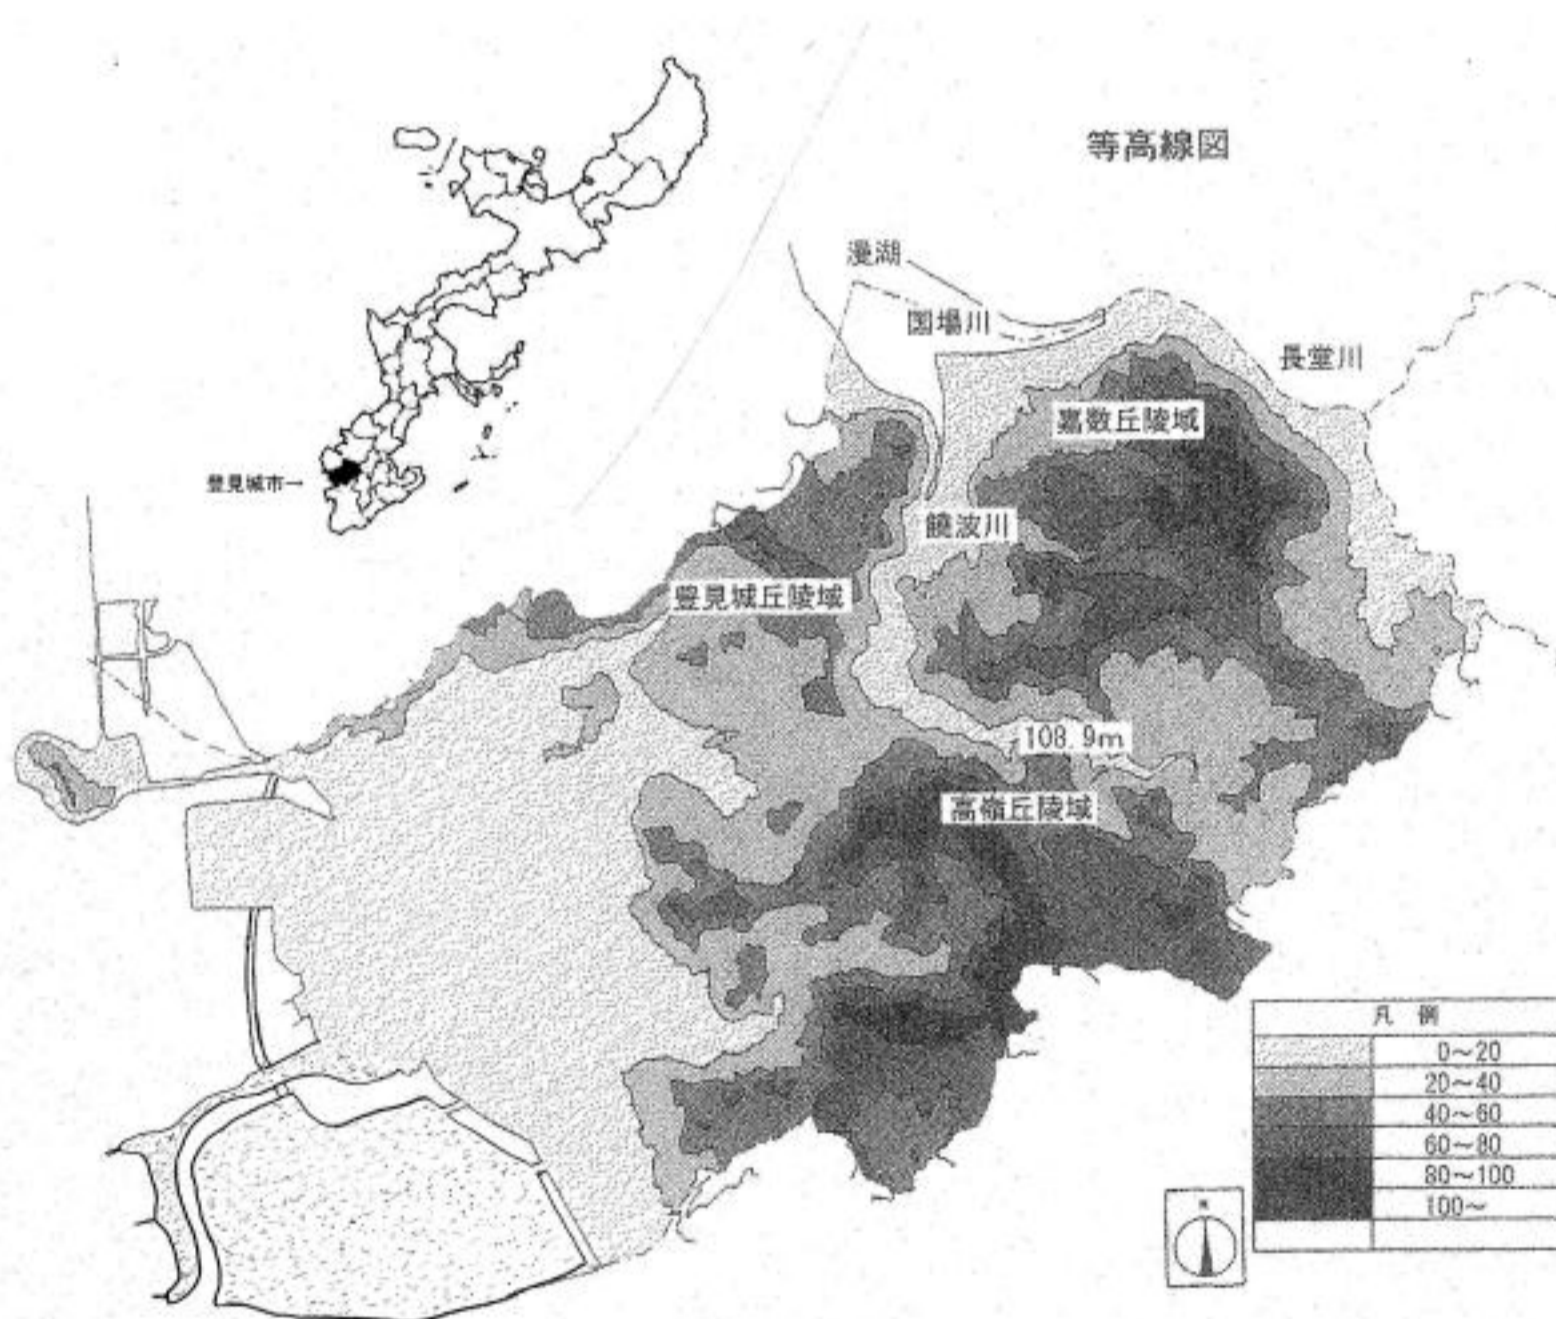 等高線図
漫湖
国場川
長堂川
嘉数丘陵域
豊見城市→
饒波川
豊見城丘陵域
108.9m
高嶺丘陵域
凡 例
0~20
20~40
40~60
60~80
80~100
100~